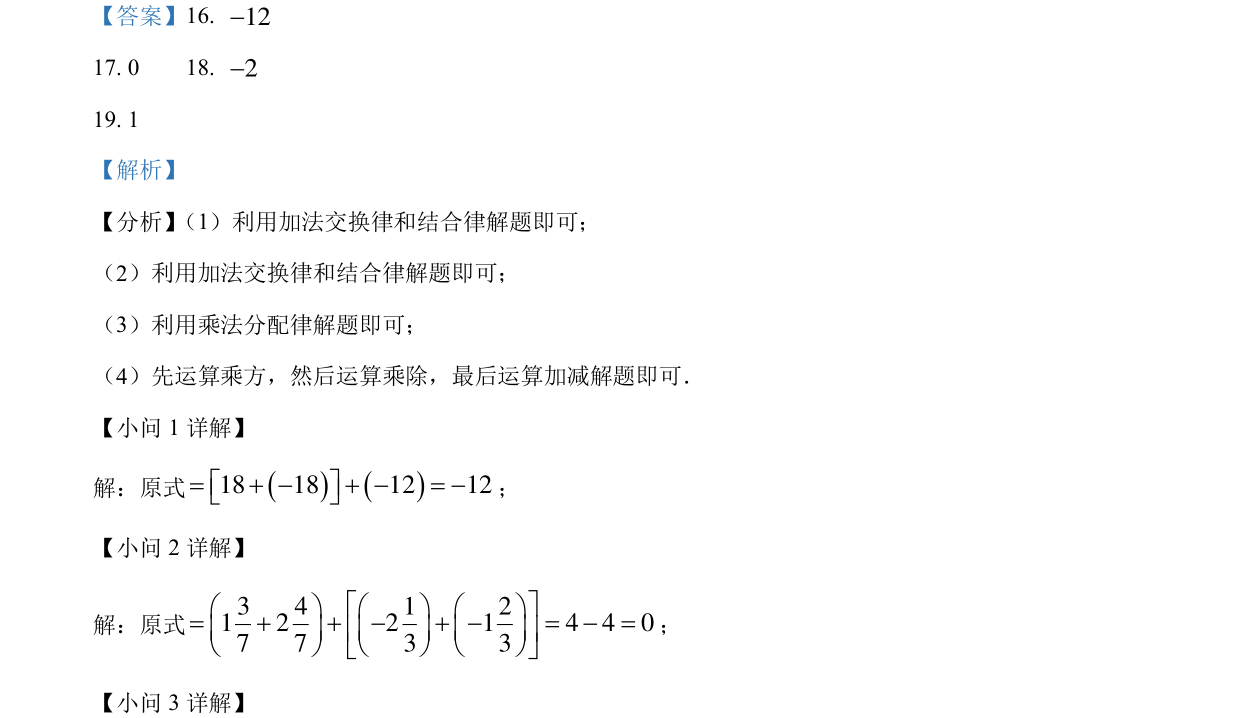 【答案】16. −12
17. 0 18. −2
19. 1
【解析】
【分析】（1）利用加法交换律和结合律解题即可；
（2）利用加法交换律和结合律解题即可；
（3）利用乘法分配律解题即可；
（4）先运算乘方，然后运算乘除，最后运算加减解题即可．
【小问 1 详解】
解：原式=[18+(−18)]+(−12)=−12；
【小问 2 详解】
解：原式=(1 3/7+2 4/7)+[(−2 1/3)+(−1 2/3)]=4−4=0；
【小问 3 详解】